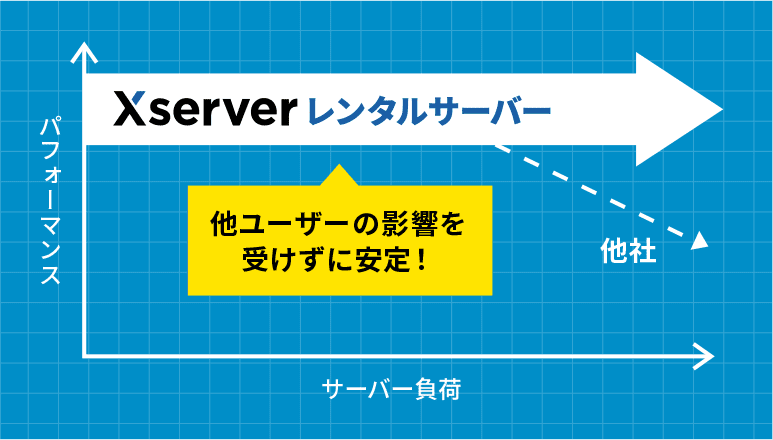 Xserver レンタルサーバー
パフォーマンス
他ユーザーの影響を
受けずに安定！
他社
サーバー負荷